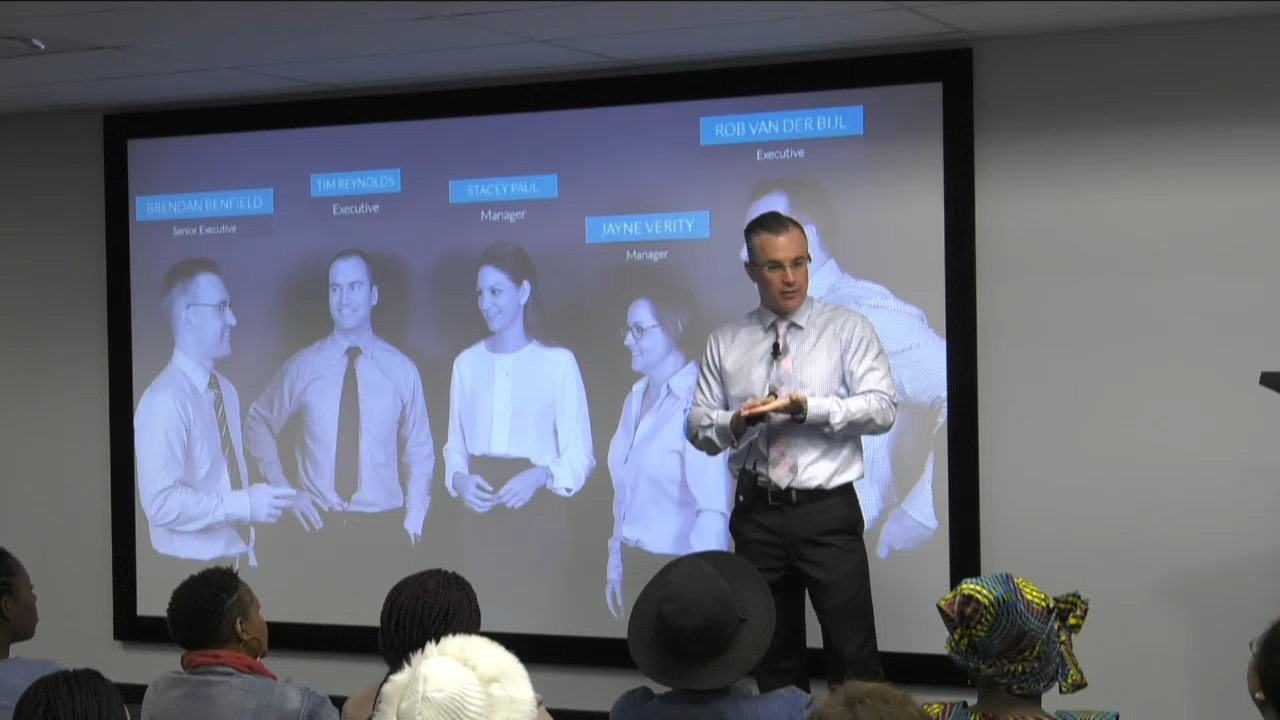 BRENDAN BENFIELD
Senior Executive
TIM REYNOLDS
Executive
STACEY PAUL
Manager
JAYNE VERITY
Manager
ROB VAN DER BIJL
Executive